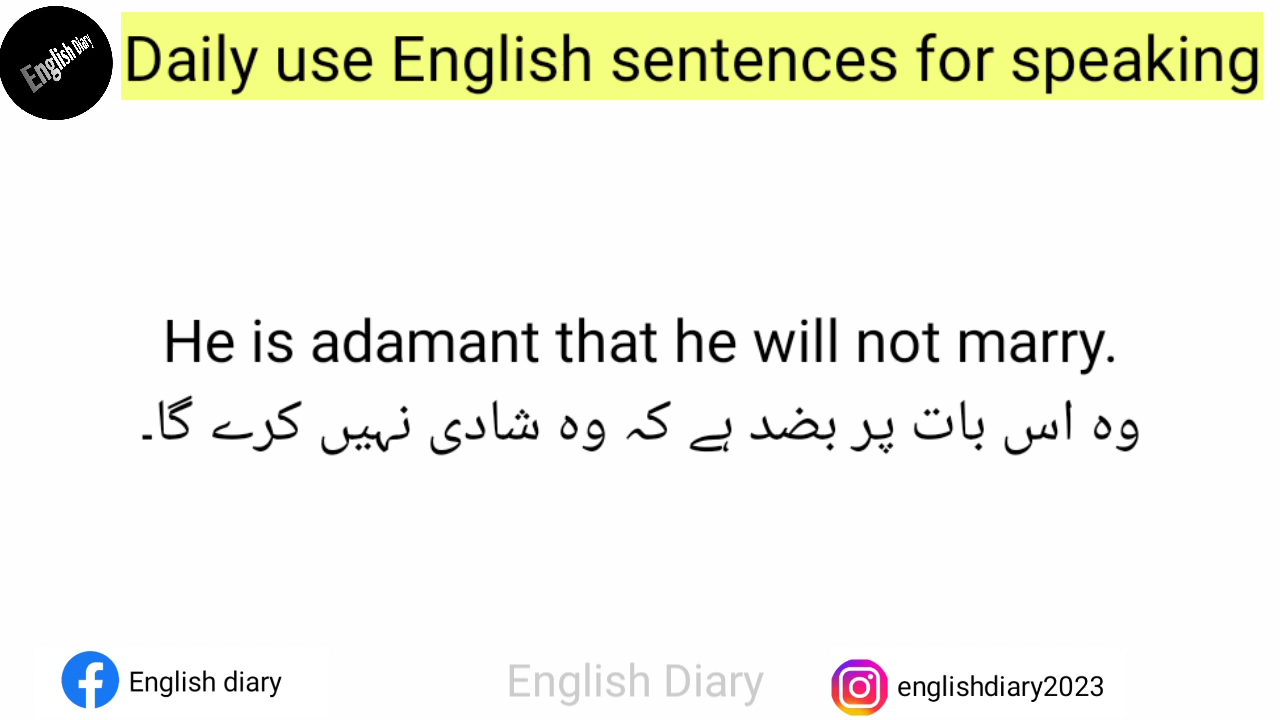 English Diary
Daily use English sentences for speaking
He is adamant that he will not marry.
وہ اس بات پر بضد ہے کہ وہ شادی نہیں کرے گا۔
English diary
English Diary
englishdiary2023